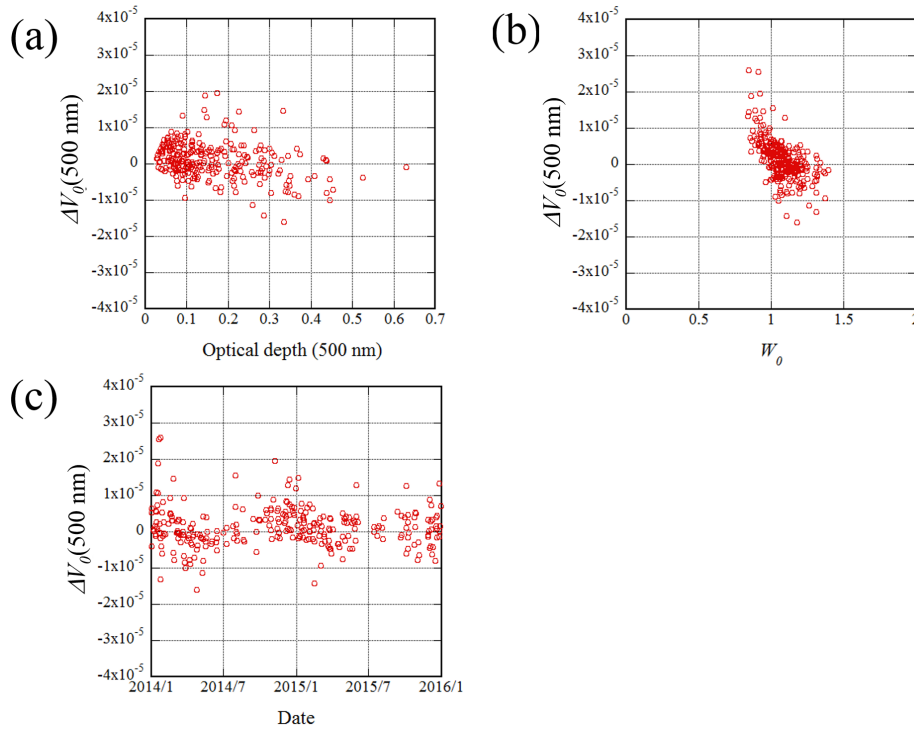 (a)
ΔV₀(500 nm)
4x10⁻⁵
3x10⁻⁵
2x10⁻⁵
1x10⁻⁵
0
-1x10⁻⁵
-2x10⁻⁵
-3x10⁻⁵
-4x10⁻⁵
0 0.1 0.2 0.3 0.4 0.5 0.6 0.7
Optical depth (500 nm)
(b)
ΔV₀(500 nm)
4x10⁻⁵
3x10⁻⁵
2x10⁻⁵
1x10⁻⁵
0
-1x10⁻⁵
-2x10⁻⁵
-3x10⁻⁵
-4x10⁻⁵
0 0.5 1 1.5 2
W₀
(c)
ΔV₀(500 nm)
4x10⁻⁵
3x10⁻⁵
2x10⁻⁵
1x10⁻⁵
0
-1x10⁻⁵
-2x10⁻⁵
-3x10⁻⁵
-4x10⁻⁵
2014/1 2014/7 2015/1 2015/7 2016/1
Date